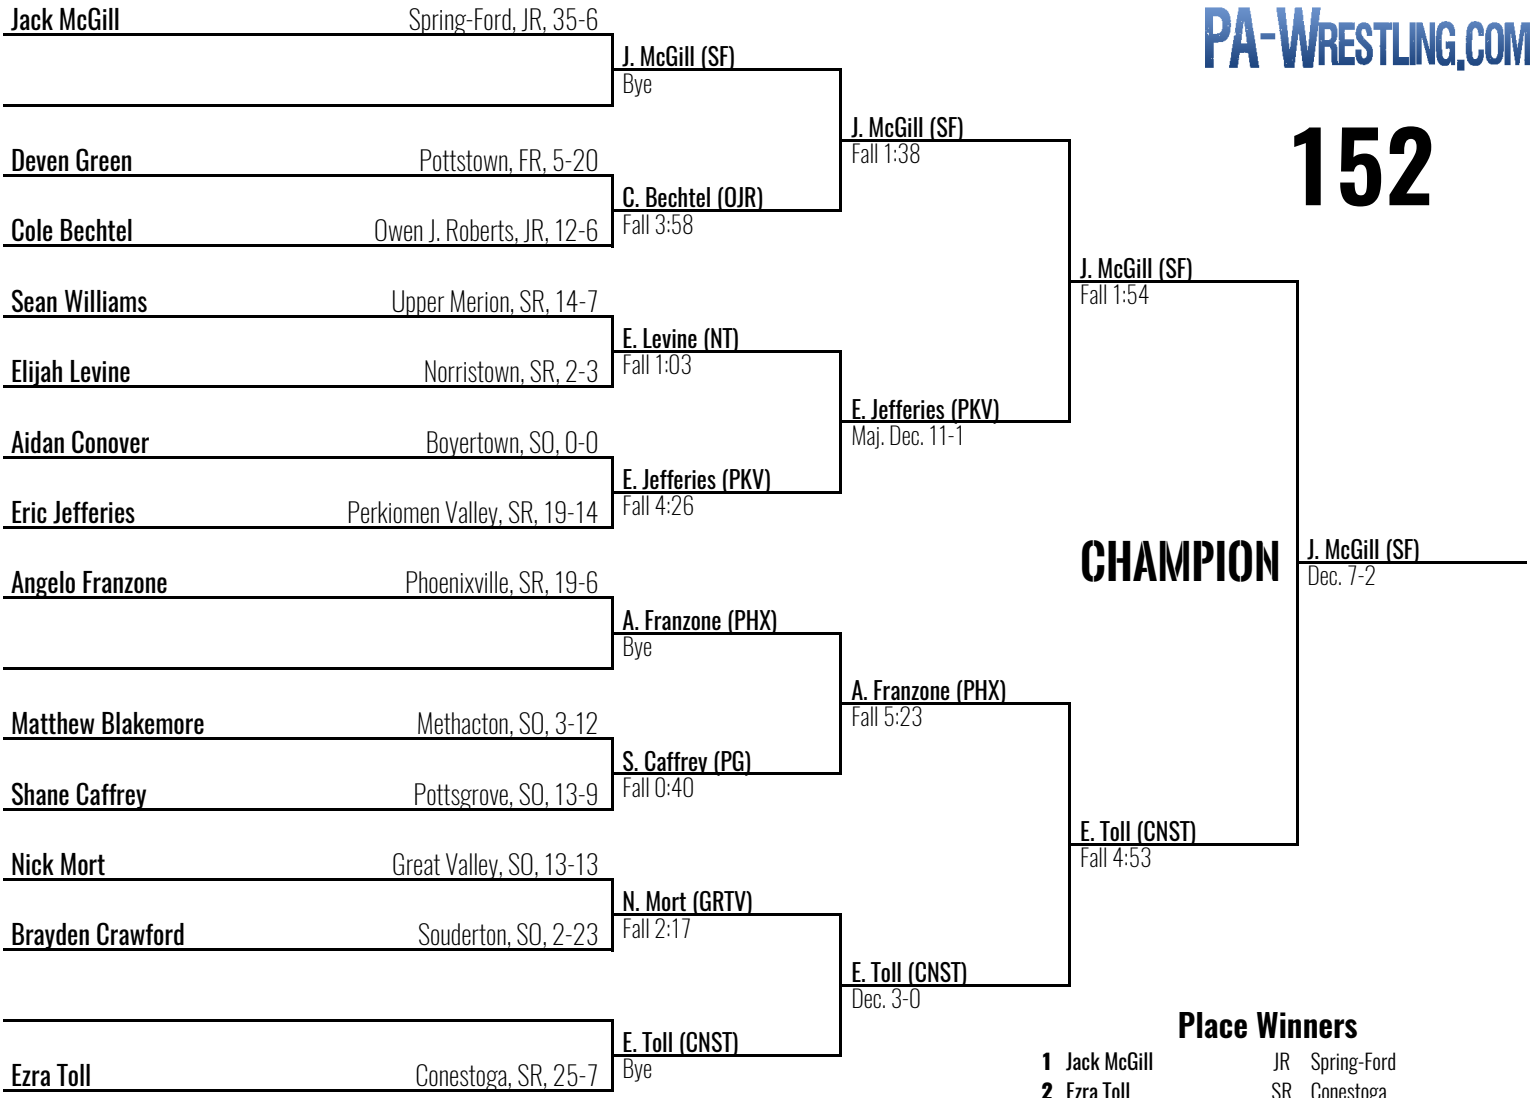 Jack McGill Spring-Ford, JR, 35-6
PA-WRESTLING.COM
J. McGill (SF)
Bye
152
J. McGill (SF)
Fall 1:38
Deven Green Pottstown, FR, 5-20
C. Bechtel (OJR)
Fall 3:58
Cole Bechtel Owen J. Roberts, JR, 12-6
J. McGill (SF)
Fall 1:54
Sean Williams Upper Merion, SR, 14-7
E. Levine (NT)
Fall 1:03
Elijah Levine Norristown, SR, 2-3
E. Jefferies (PKV)
Maj. Dec. 11-1
Aidan Conover Boyertown, SO, 0-0
E. Jefferies (PKV)
Fall 4:26
Eric Jefferies Perkiomen Valley, SR, 19-14
CHAMPION
J. McGill (SF)
Dec. 7-2
Angelo Franzone Phoenixville, SR, 19-6
A. Franzone (PHX)
Bye
A. Franzone (PHX)
Fall 5:23
Matthew Blakemore Methacton, SO, 3-12
S. Caffrey (PG)
Fall 0:40
Shane Caffrey Pottsgrove, SO, 13-9
E. Toll (CNST)
Fall 4:53
Nick Mort Great Valley, SO, 13-13
N. Mort (GRTV)
Fall 2:17
Brayden Crawford Souderton, SO, 2-23
E. Toll (CNST)
Dec. 3-0
E. Toll (CNST)
Bye
Ezra Toll Conestoga, SR, 25-7
Place Winners
1 Jack McGill JR Spring-Ford
2 Ezra Toll SR Conestoga